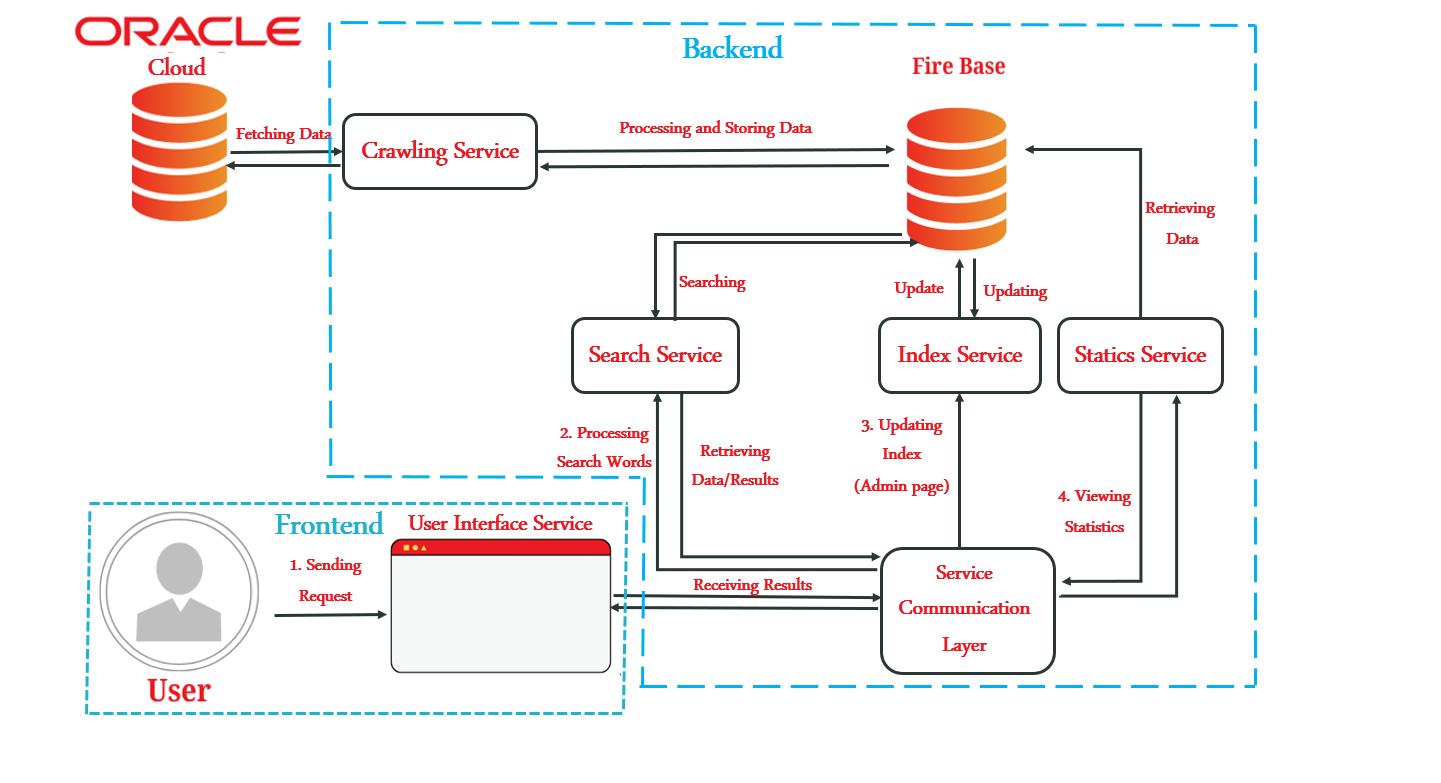 ORACLE
Cloud
Backend
Fire Base
Fetching Data
Crawling Service
Processing and Storing Data
Retrieving
Data
Searching
Update
Updating
Search Service
Index Service
Statics Service
2. Processing
Search Words
Retrieving
Data/Results
3. Updating
Index
(Admin page)
4. Viewing
Statistics
Frontend
User Interface Service
1. Sending
Request
Receiving Results
Service
Communication
Layer
User